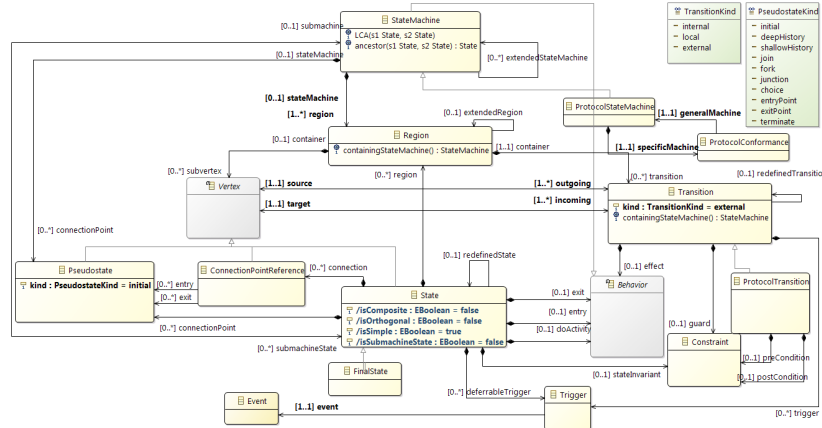 StateMachine
LCA(s1 State, s2 State)
ancestor(s1 State, s2 State) : State
[0..1] submachine
[0..1] stateMachine
[0..*] extendedStateMachine
TransitionKind
internal
local
external
PseudostateKind
initial
deepHistory
shallowHistory
join
fork
junction
choice
entryPoint
exitPoint
terminate
[0..1] stateMachine
[1..*] region
[0..1] extendedRegion
ProtocolStateMachine
[1..1] generalMachine
[1..1] specificMachine
ProtocolConformance
Region
containingStateMachine() : StateMachine
[0..1] container
[1..1] container
[0..*] subvertex
[0..*] region
[0..*] transition
[0..1] redefinedTransitio
Vertex
[1..1] source
[1..*] outgoing
[1..1] target
[1..*] incoming
Transition
kind : TransitionKind = external
containingStateMachine() : StateMachine
[0..*] connectionPoint
Pseudostate
kind : PseudostateKind = initial
ConnectionPointReference
[0..*] connection
[0..*] entry
[0..*] exit
[0..*] connectionPoint
[0..*] submachineState
[0..1] redefinedState
State
/isComposite : EBoolean = false
/isOrthogonal : EBoolean = false
/isSimple : EBoolean = true
/isSubmachineState : EBoolean = false
[0..1] effect
[0..1] exit
[0..1] entry
[0..1] doActivity
Behavior
ProtocolTransition
[0..1] guard
Constraint
[0..1] preCondition
[0..1] postCondition
[0..1] stateInvariant
FinalState
[0..*] deferrableTrigger
Trigger
[0..*] trigger
Event
[1..1] event